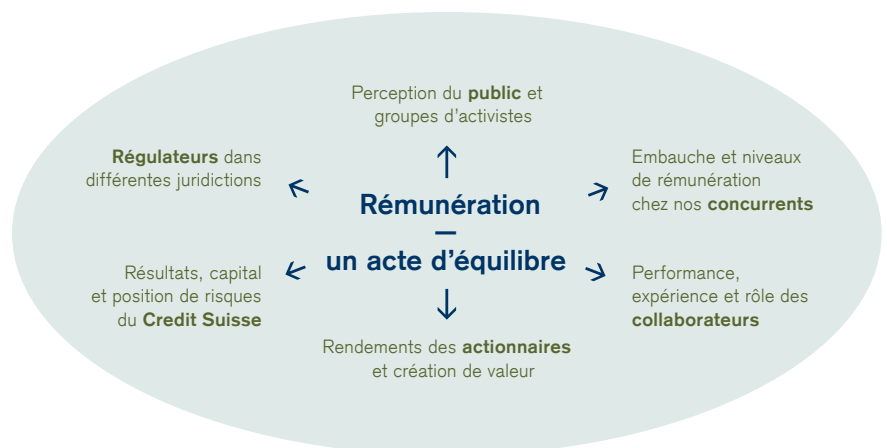 Perception du public et
groupes d'activistes
Régulateurs dans
différentes juridictions
Embauche et niveaux
de rémunération
chez nos concurrents
Rémunération
–
un acte d'équilibre
Résultats, capital
et position de risques
du Credit Suisse
Performance,
expérience et rôle des
collaborateurs
Rendements des actionnaires
et création de valeur